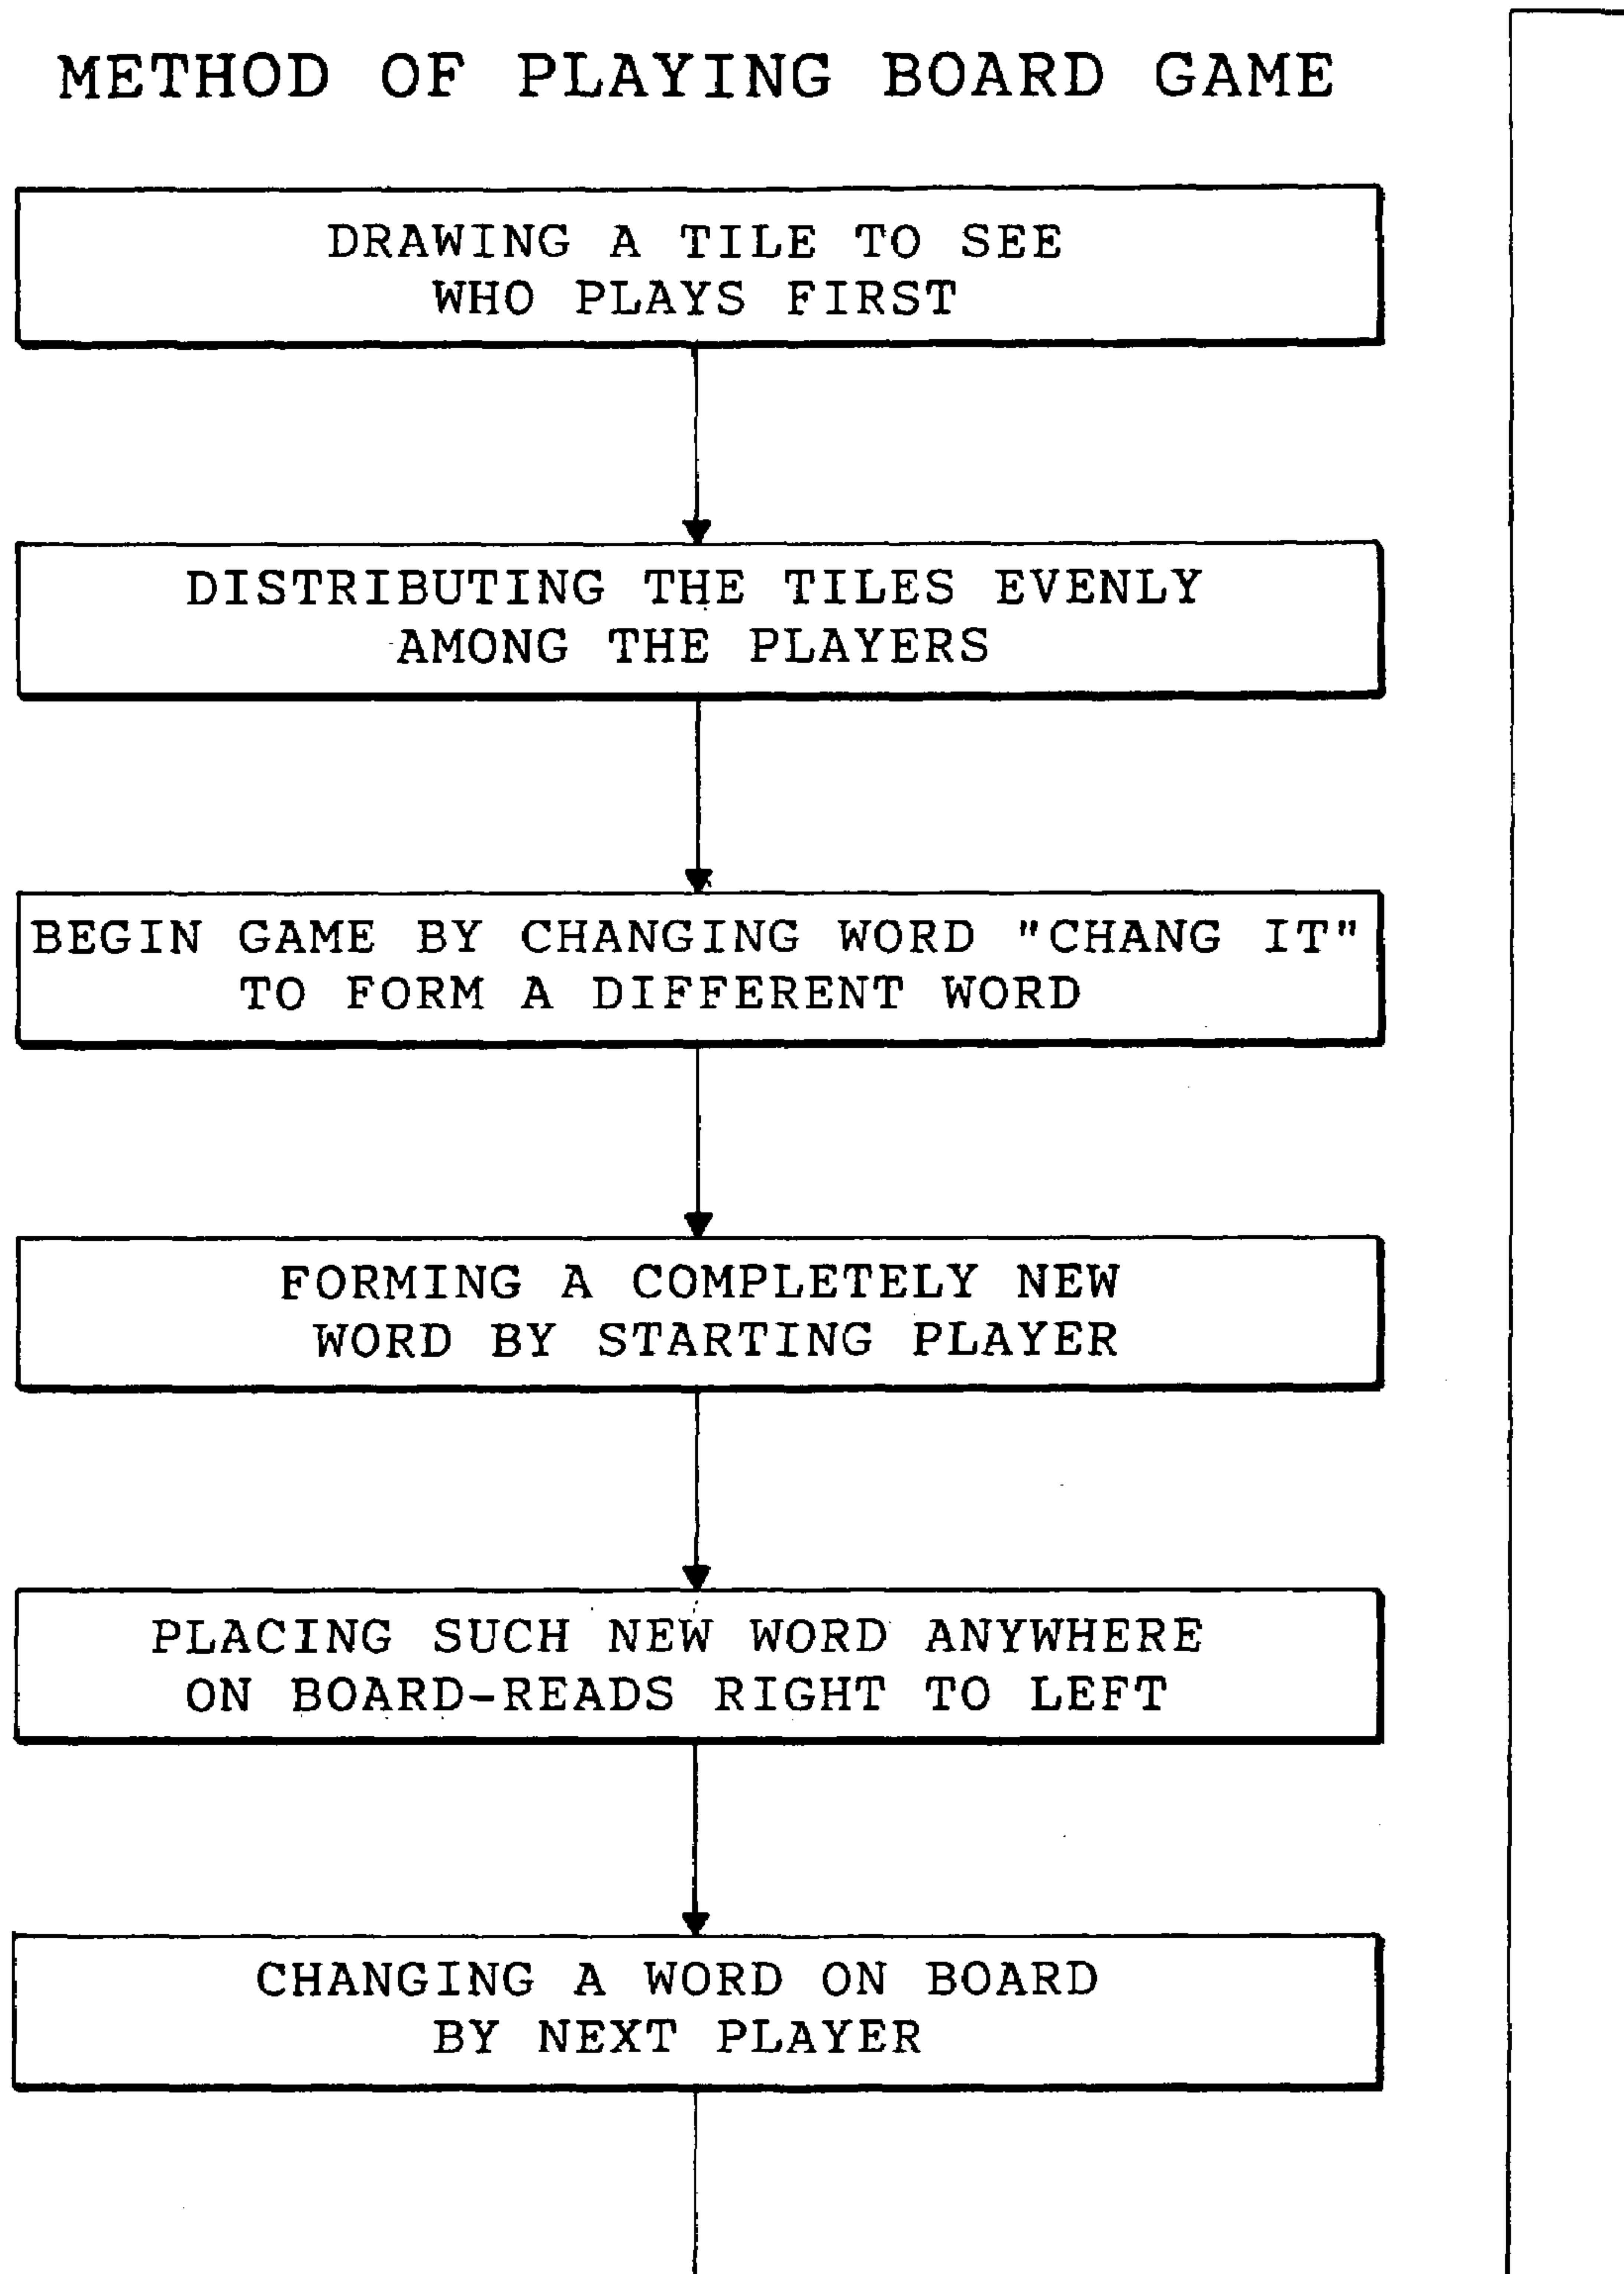 METHOD OF PLAYING BOARD GAME
DRAWING A TILE TO SEE
WHO PLAYS FIRST
DISTRIBUTING THE TILES EVENLY
AMONG THE PLAYERS
BEGIN GAME BY CHANGING WORD "CHANG IT"
TO FORM A DIFFERENT WORD
FORMING A COMPLETELY NEW
WORD BY STARTING PLAYER
PLACING SUCH NEW WORD ANYWHERE
ON BOARD-READS RIGHT TO LEFT
CHANGING A WORD ON BOARD
BY NEXT PLAYER